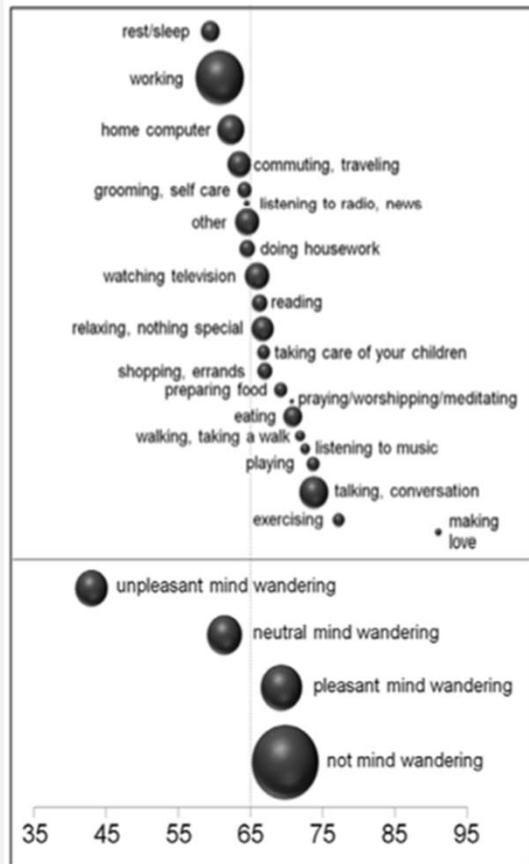 rest/sleep
working
home computer
commuting, traveling
grooming, self care
listening to radio, news
other
doing housework
watching television
reading
relaxing, nothing special
taking care of your children
shopping, errands
preparing food
praying/worshipping/meditating
eating
walking, taking a walk
listening to music
playing
talking, conversation
exercising
making
love
unpleasant mind wandering
neutral mind wandering
pleasant mind wandering
not mind wandering
35 45 55 65 75 85 95